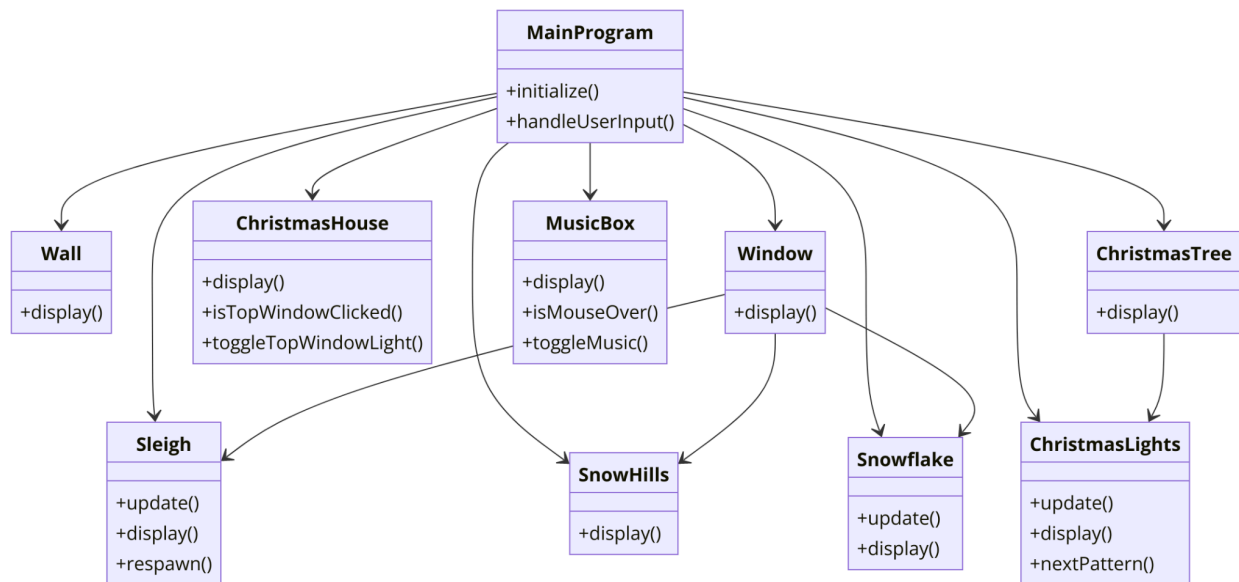 MainProgram
+initialize()
+handleUserInput()
Wall
+display()
ChristmasHouse
+display()
+isTopWindowClicked()
+toggleTopWindowLight()
MusicBox
+display()
+isMouseOver()
+toggleMusic()
Window
+display()
ChristmasTree
+display()
Sleigh
+update()
+display()
+respawn()
SnowHills
+display()
Snowflake
+update()
+display()
ChristmasLights
+update()
+display()
+nextPattern()